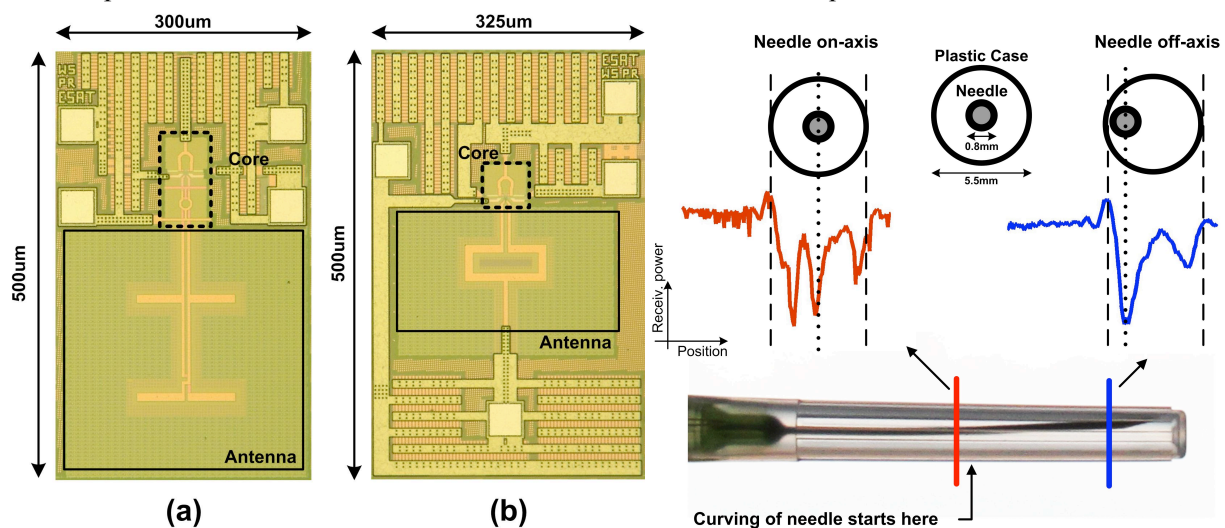 300um
500um
WS
PR
ESAT
Core
Antenna
(a)
325um
500um
ESAT
WS PR
Core
Antenna
(b)
Needle on-axis
Plastic Case
Needle
0.8mm
5.5mm
Needle off-axis
Receiv. power
Position
Curving of needle starts here